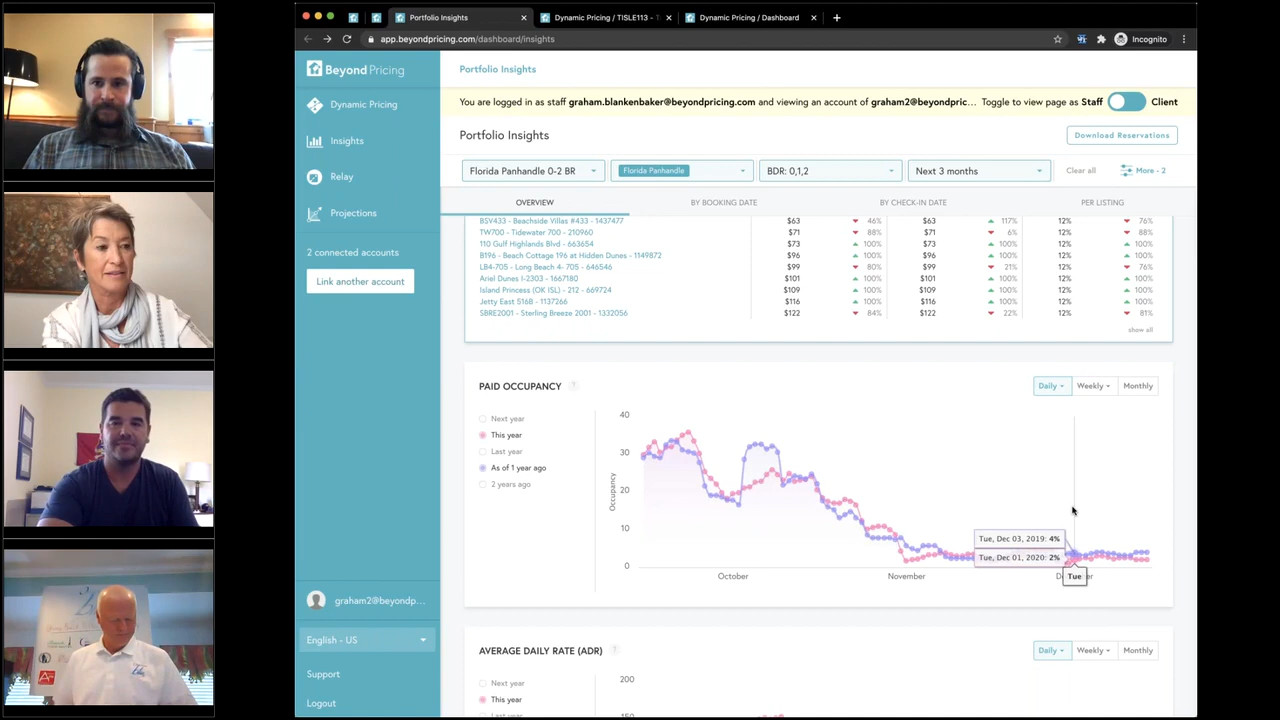 Portfolio Insights
Dynamic Pricing / TISLE113 - T
Dynamic Pricing / Dashboard
app.beyondpricing.com/dashboard/insights
Incognito
Beyond Pricing
Dynamic Pricing
Insights
Relay
Projections
2 connected accounts
Link another account
graham2@beyondp...
English - US
Support
Logout
Portfolio Insights
You are logged in as staff graham.blankenbaker@beyondpricing.com and viewing an account of graham2@beyondpric... Toggle to view page as Staff Client
Portfolio Insights
Download Reservations
Florida Panhandle 0-2 BR Florida Panhandle BDR: 0,1,2 Next 3 months Clear all More - 2
OVERVIEW BY BOOKING DATE BY CHECK-IN DATE PER LISTING
BSV433 - Beachside Villas #433 - 1437477 $63 46% $63 117% 12% 76%
TW700 - Tidewater 700 - 210960 $71 88% $71 6% 12% 88%
110 Gulf Highlands Blvd - 663654 $73 100% $73 100% 12% 100%
B196 - Beach Cottage 196 at Hidden Dunes - 1149872 $96 100% $96 100% 12% 100%
LB4-705 - Long Beach 4- 705 - 646546 $99 80% $99 21% 12% 76%
Ariel Dunes I-2303 - 1667180 $101 100% $101 100% 12% 100%
Island Princess (OK ISL) - 212 - 669724 $109 100% $109 100% 12% 100%
Jetty East 516B - 1137266 $116 100% $116 100% 12% 100%
SBRE2001 - Sterling Breeze 2001 - 1332056 $122 84% $122 22% 12% 81%
show all
PAID OCCUPANCY ?
Daily Weekly Monthly
Next year
This year
Last year
As of 1 year ago
2 years ago
Occupancy
40
30
20
10
0
Tue, Dec 03, 2019: 4%
Tue, Dec 01, 2020: 2%
October November
Tue
AVERAGE DAILY RATE (ADR) ?
Daily Weekly Monthly
Next year
This year
Last year
200
150